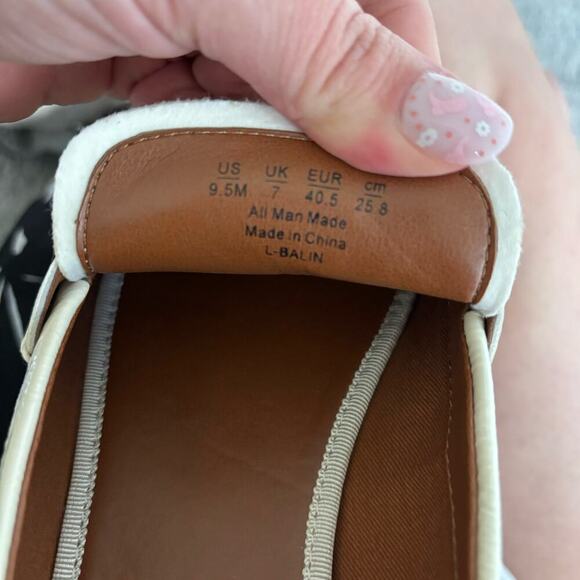 US UK EUR cm
9.5M 7 40.5 25.8
All Man Made
Made in China
L-BALIN